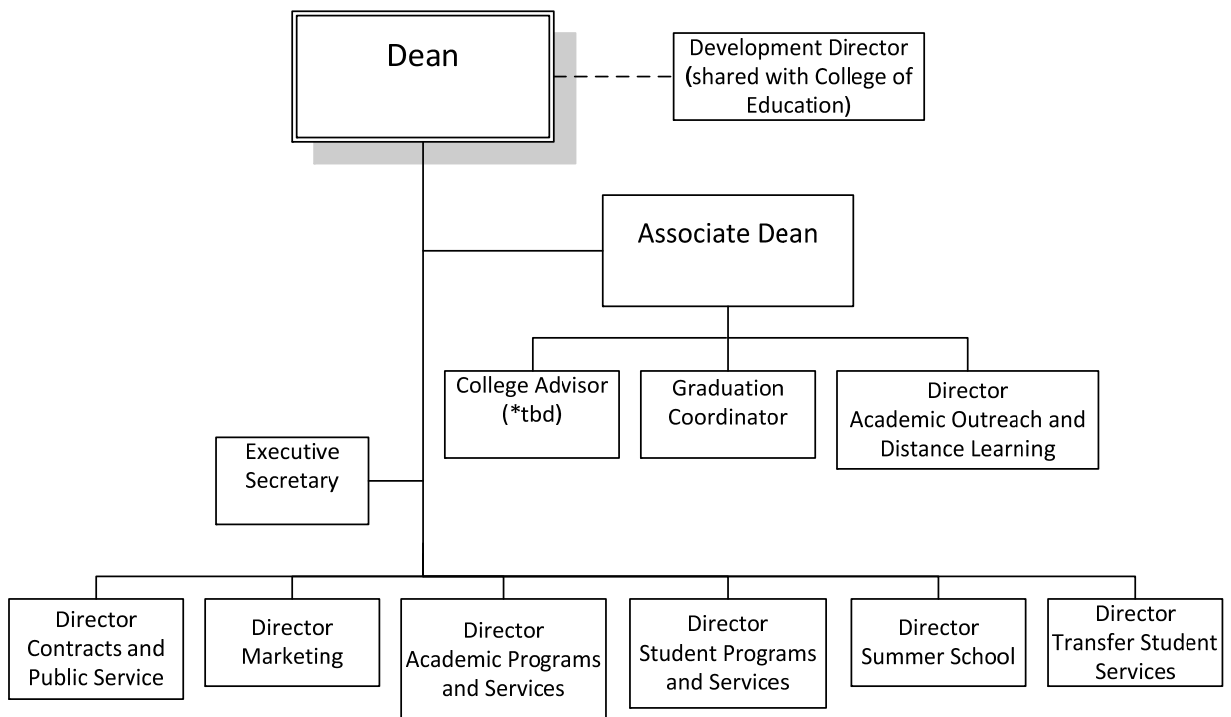 Dean
Development Director
(shared with College of
Education)
Associate Dean
College Advisor
(*tbd)
Graduation
Coordinator
Director
Academic Outreach and
Distance Learning
Executive
Secretary
Director
Contracts and
Public Service
Director
Marketing
Director
Academic Programs
and Services
Director
Student Programs
and Services
Director
Summer School
Director
Transfer Student
Services